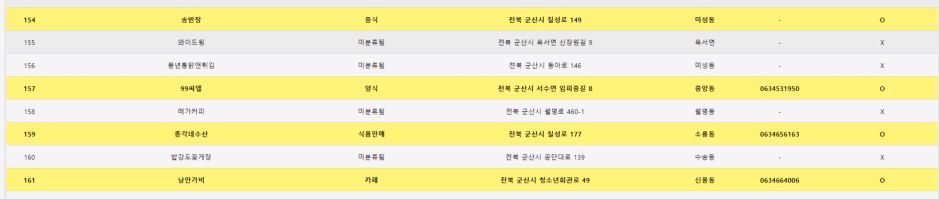 154 송반장 중식 전북 군산시 칠성로 149 미성동 - O
155 와이드윙 미분류됨 전북 군산시 옥서면 신장원길 9 옥서면 - X
156 풍년통닭앤튀김 미분류됨 전북 군산시 동아로 146 미성동 - X
157 99씨엘 양식 전북 군산시 서수면 임피중길 8 중앙동 0634531950 O
158 메가커피 미분류됨 전북 군산시 월명로 460-1 월명동 - X
159 종각네수산 식품판매 전북 군산시 칠성로 177 소룡동 0634656163 O
160 밥강도꽃게장 미분류됨 전북 군산시 공단대로 139 수송동 - X
161 낭만가비 카페 전북 군산시 청소년회관로 49 신풍동 0634664006 O